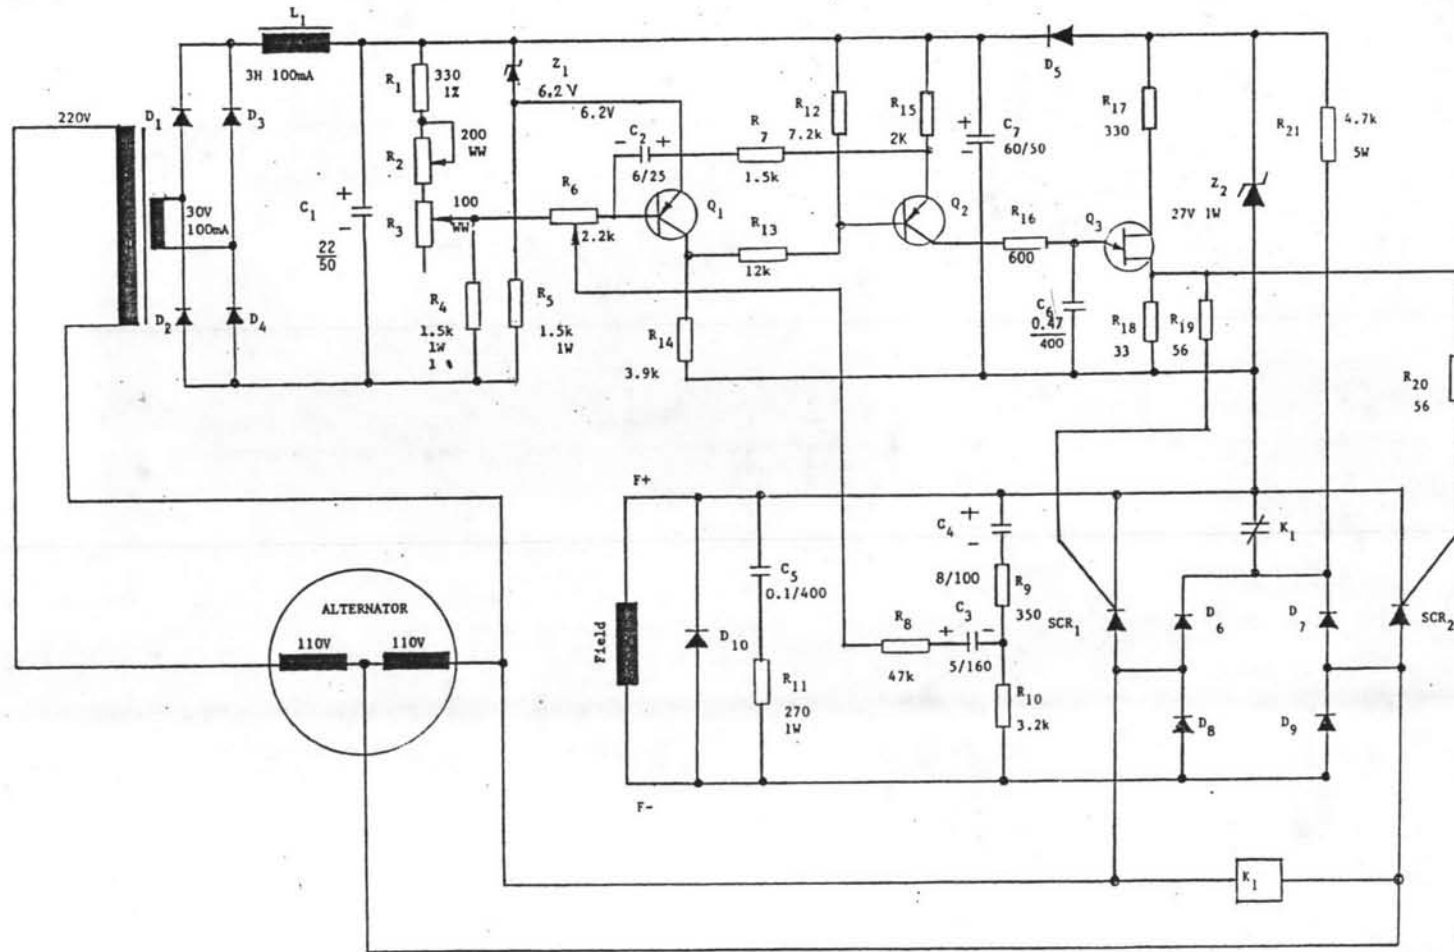 L1
3H 100mA
220V
D1
D3
30V
100mA
D2
D4
C1
22
50
R1
330
1%
200
WW
R2
100
WW
R3
R4
1.5k
1W
1 %
Z1
6,2 V
6.2V
R5
1.5k
1W
R6
2.2k
C2
6/25
R
7
1.5k
Q1
R13
12k
R14
3.9k
R12
7.2k
R15
2K
Q2
C7
60/50
D5
R16
600
C6
0.47
400
Q3
R17
330
R18
33
R19
56
27V 1W
Z2
R21
4.7k
5W
R20
56
F+
Field
F-
D10
C5
0.1/400
R11
270
1W
R8
47k
C3
5/160
C4
8/100
R9
350
R10
3.2k
SCR1
K1
D6
D7
D8
D9
SCR2
K1
ALTERNATOR
110V
110V